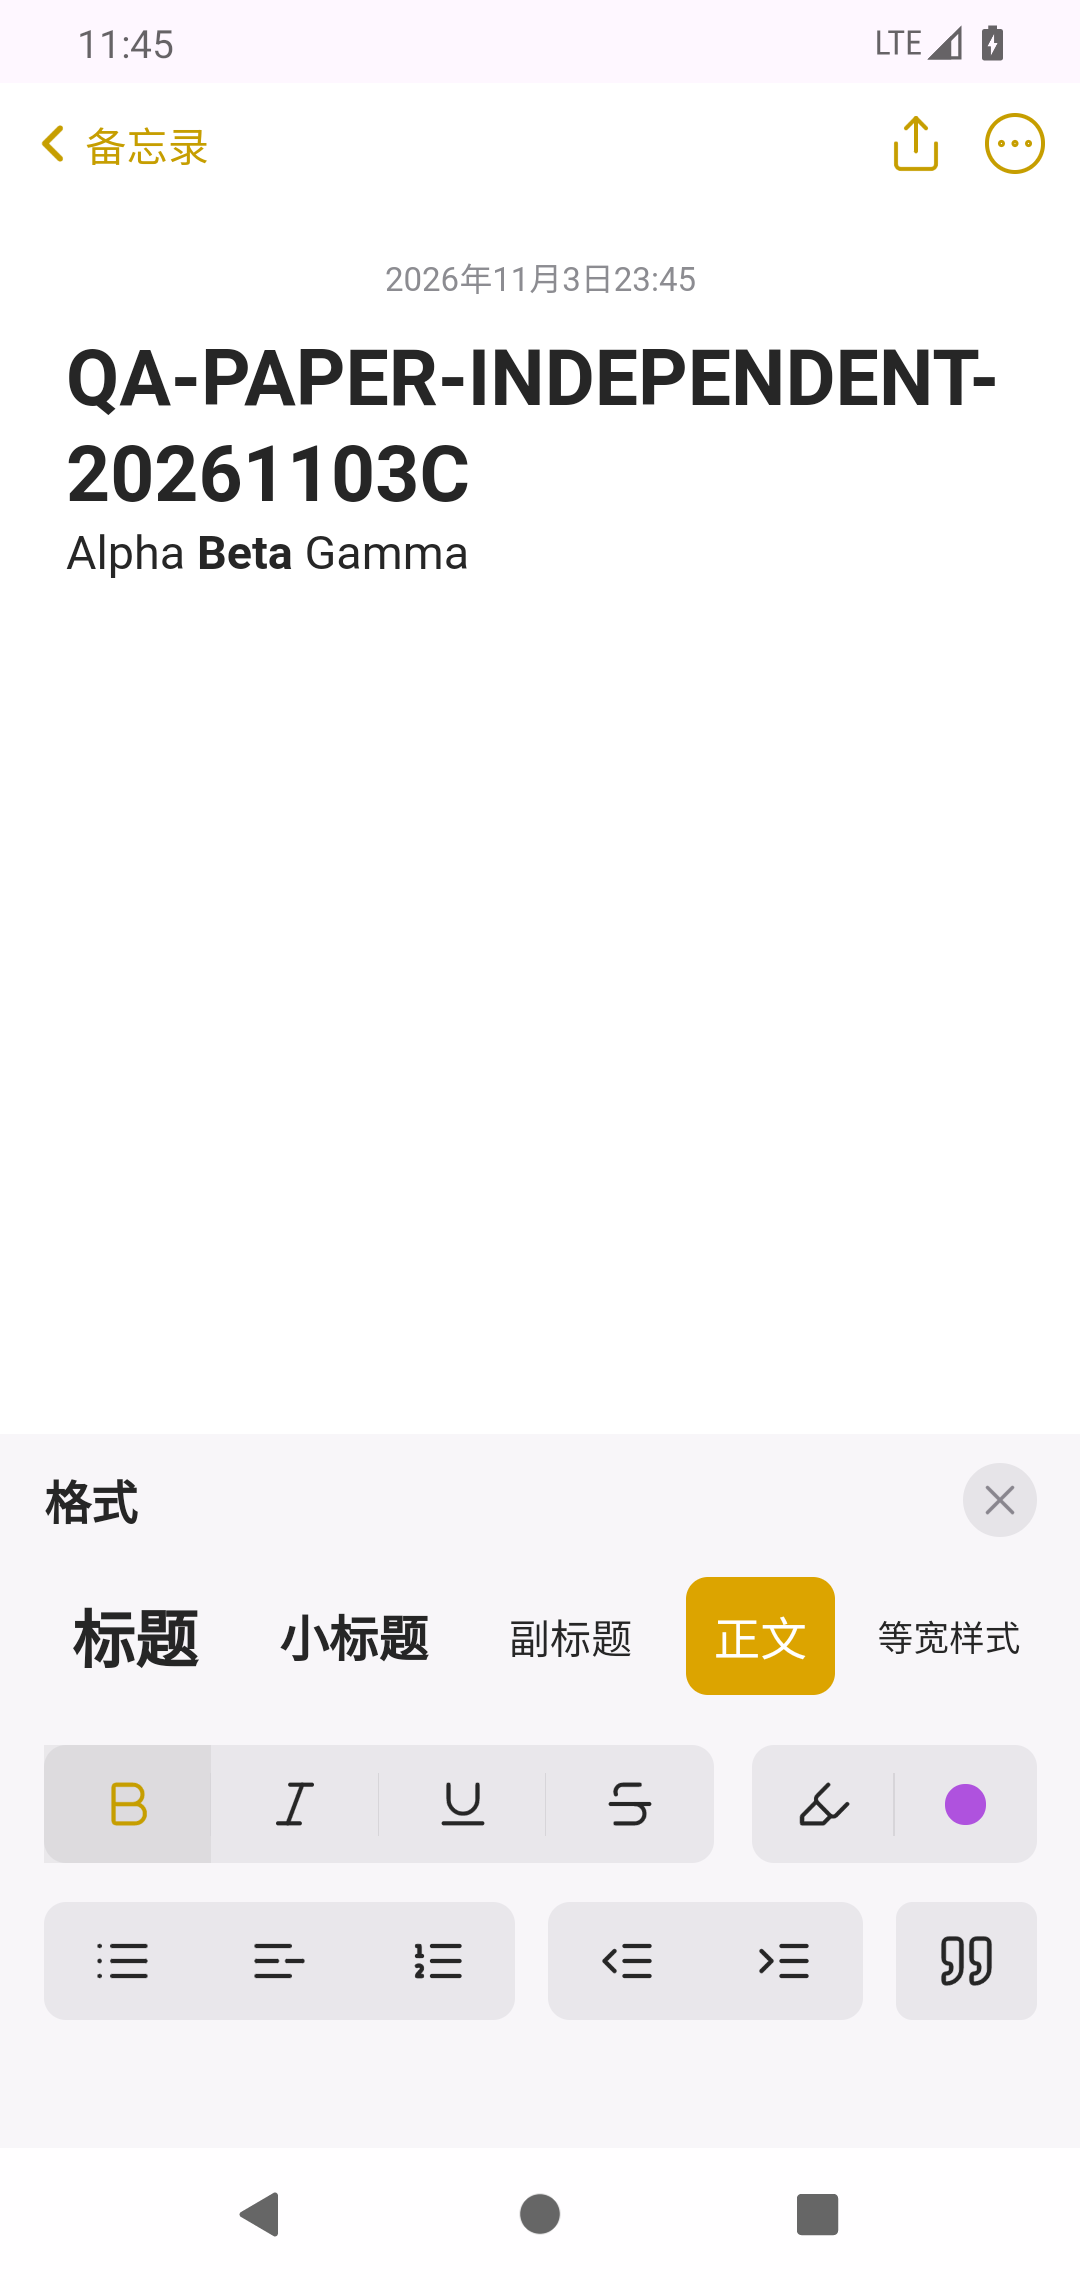 11:45
LTE
备忘录
2026年11月3日23:45
QA-PAPER-INDEPENDENT-
20261103C
Alpha Beta Gamma
格式
标题 小标题 副标题 正文 等宽样式